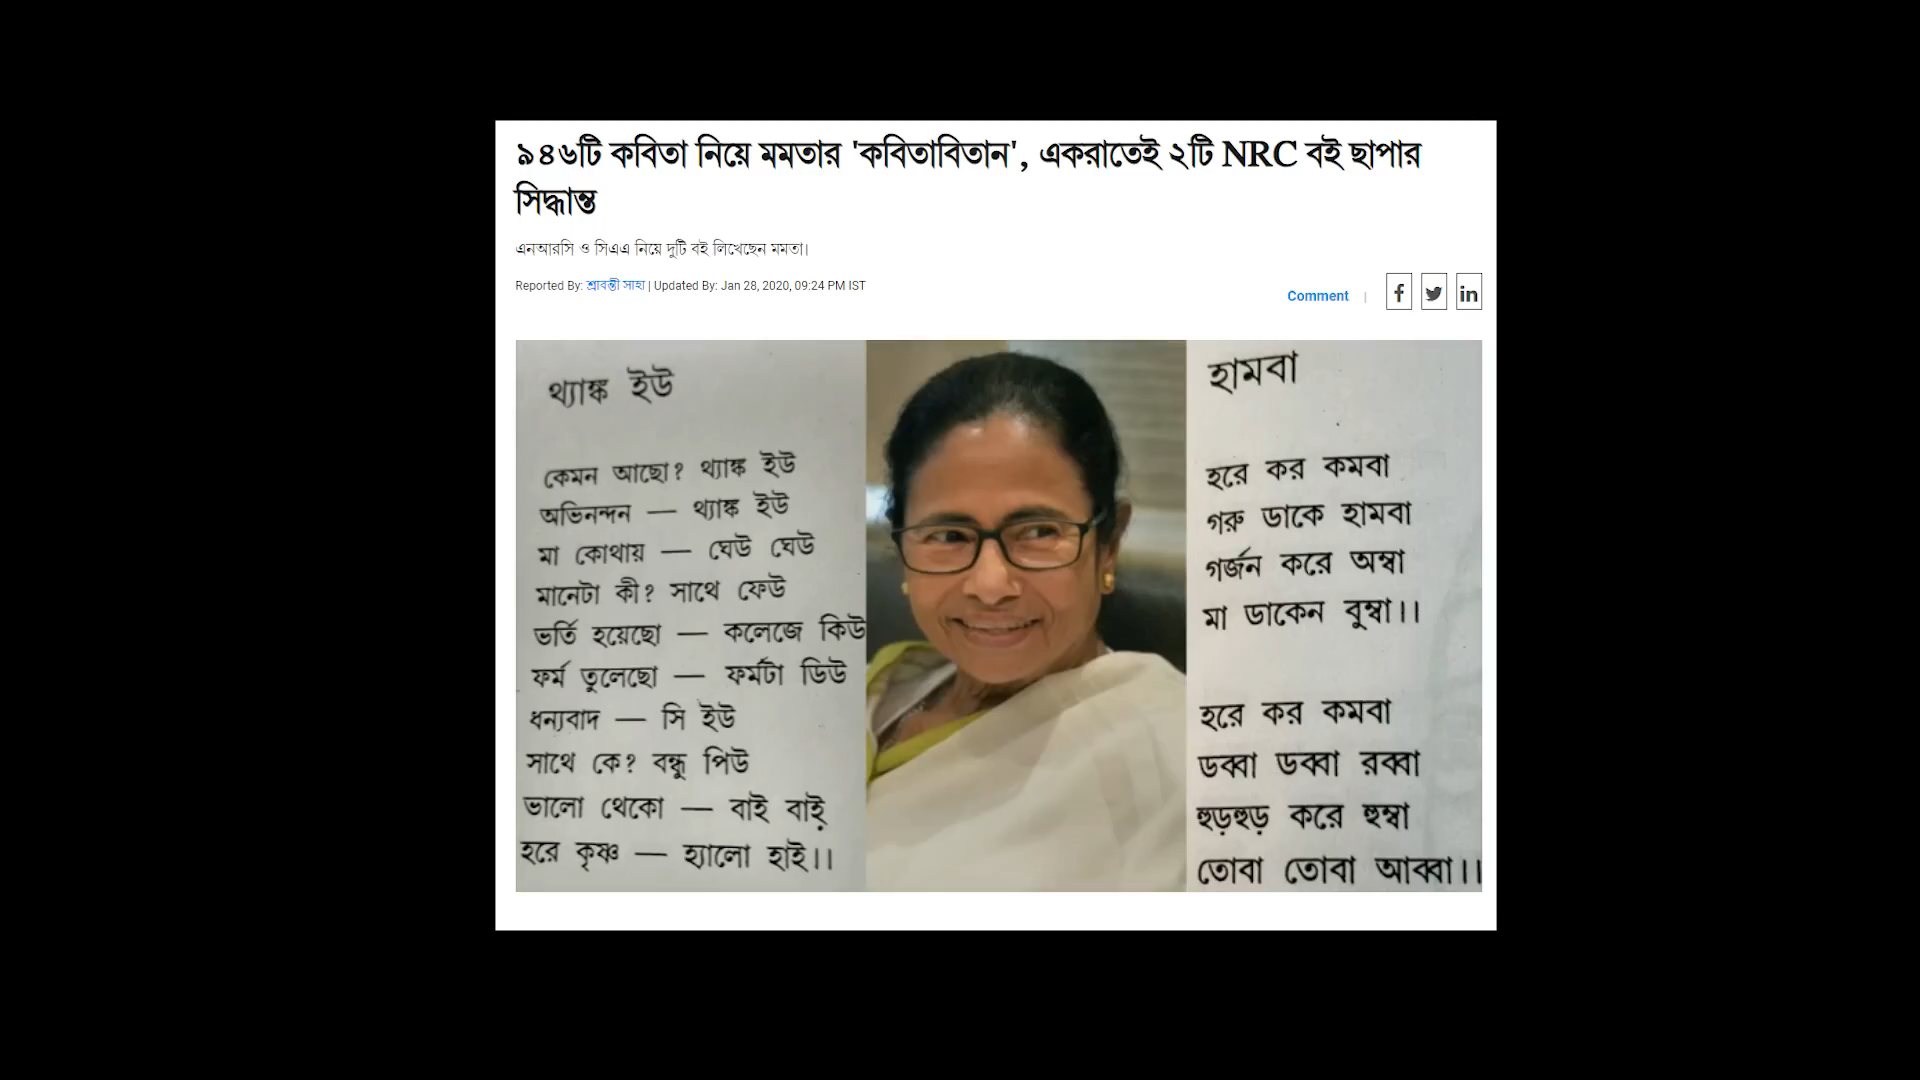 ৯৪৬টি কবিতা নিয়ে মমতার 'কবিতাবিতান', একরাতেই ২টি NRC বই ছাপার
সিদ্ধান্ত
এনআরসি ও সিএএ নিয়ে দুটি বই লিখেছেন মমতা।
Reported By: শ্রাবন্তী সাহা | Updated By: Jan 28, 2020, 09:24 PM IST
Comment |
থ্যাঙ্ক ইউ
কেমন আছো? থ্যাঙ্ক ইউ
অভিনন্দন — থ্যাঙ্ক ইউ
মা কোথায় — ঘেউ ঘেউ
মানেটা কী? সাথে ফেউ
ভর্তি হয়েছো — কলেজে কিউ
ফর্ম তুলেছো — ফর্মটা ডিউ
ধন্যবাদ — সি ইউ
সাথে কে? বন্ধু পিউ
ভালো থেকো — বাই বাই
হরে কৃষ্ণ — হ্যালো হাই।।
হামবা
হরে কর কমবা
গরু ডাকে হামবা
গর্জন করে অম্বা
মা ডাকেন বুম্বা।।
হরে কর কমবা
ডব্বা ডব্বা রব্বা
হুড়হুড় করে হুম্বা
তোবা তোবা আব্বা।।